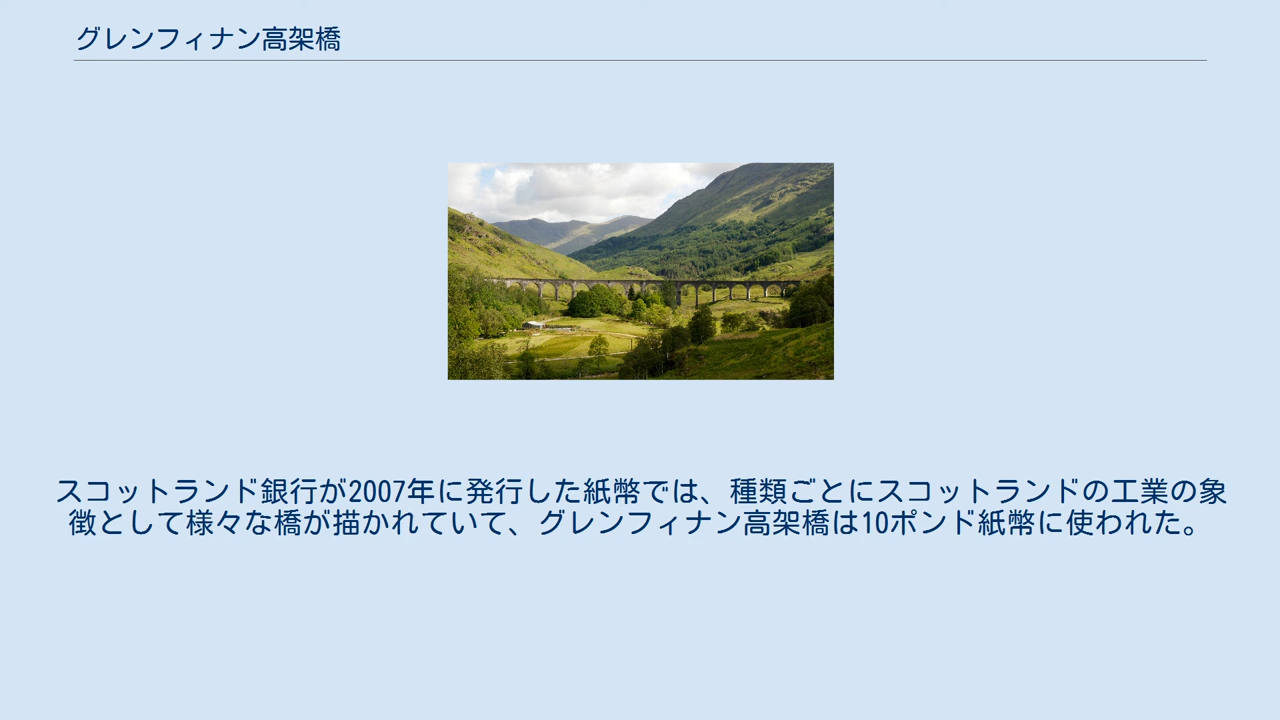 グレンフィナン高架橋
スコットランド銀行が2007年に発行した紙幣では、種類ごとにスコットランドの工業の象
徴として様々な橋が描かれていて、グレンフィナン高架橋は10ポンド紙幣に使われた。